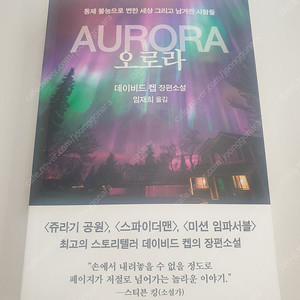 통제 불능으로 변한 세상 그리고 남겨진 사람들
AURORA
오로라
데이비드 켑 장편소설
임재희 옮김
〈쥬라기 공원〉, 〈스파이더맨〉, 〈미션 임파서블〉
최고의 스토리텔러 데이비드 켑의 장편소설
"손에서 내려놓을 수 없을 정도로
페이지가 저절로 넘어가는 놀라운 이야기."
—스티븐 킹(소설가)